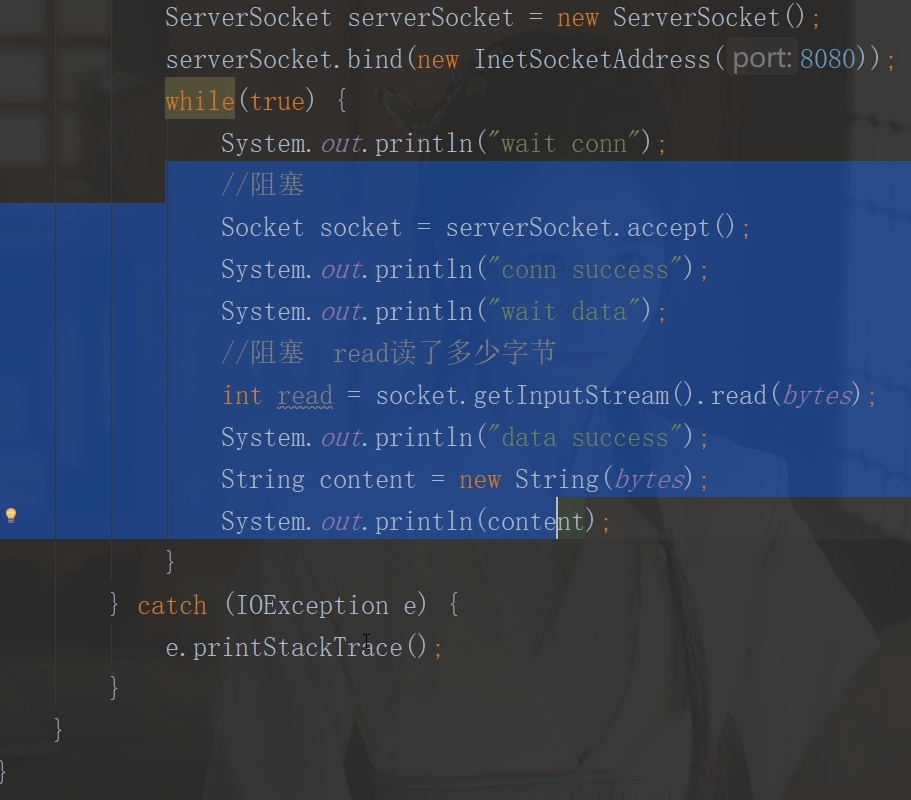 ServerSocket serverSocket = new ServerSocket();
serverSocket.bind(new InetSocketAddress( port: 8080));
while(true) {
System.out.println("wait conn");
//阻塞
Socket socket = serverSocket.accept();
System.out.println("conn success");
System.out.println("wait data");
//阻塞  read读了多少字节
int read = socket.getInputStream().read(bytes);
System.out.println("data success");
String content = new String(bytes);
System.out.println(content);
}
} catch (IOException e) {
e.printStackTrace();
}
}
}